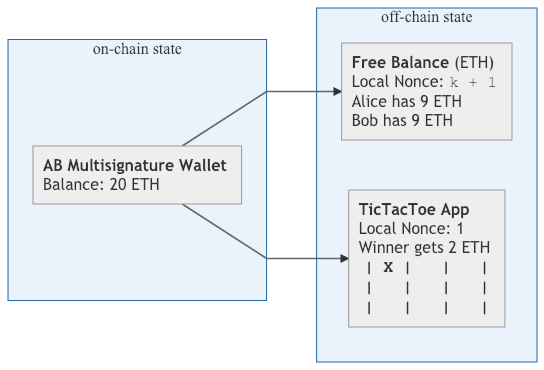 on-chain state
AB Multisignature Wallet
Balance: 20 ETH
off-chain state
Free Balance (ETH)
Local Nonce: k + 1
Alice has 9 ETH
Bob has 9 ETH
TicTacToe App
Local Nonce: 1
Winner gets 2 ETH
| X | | |
| | | |
| | | |